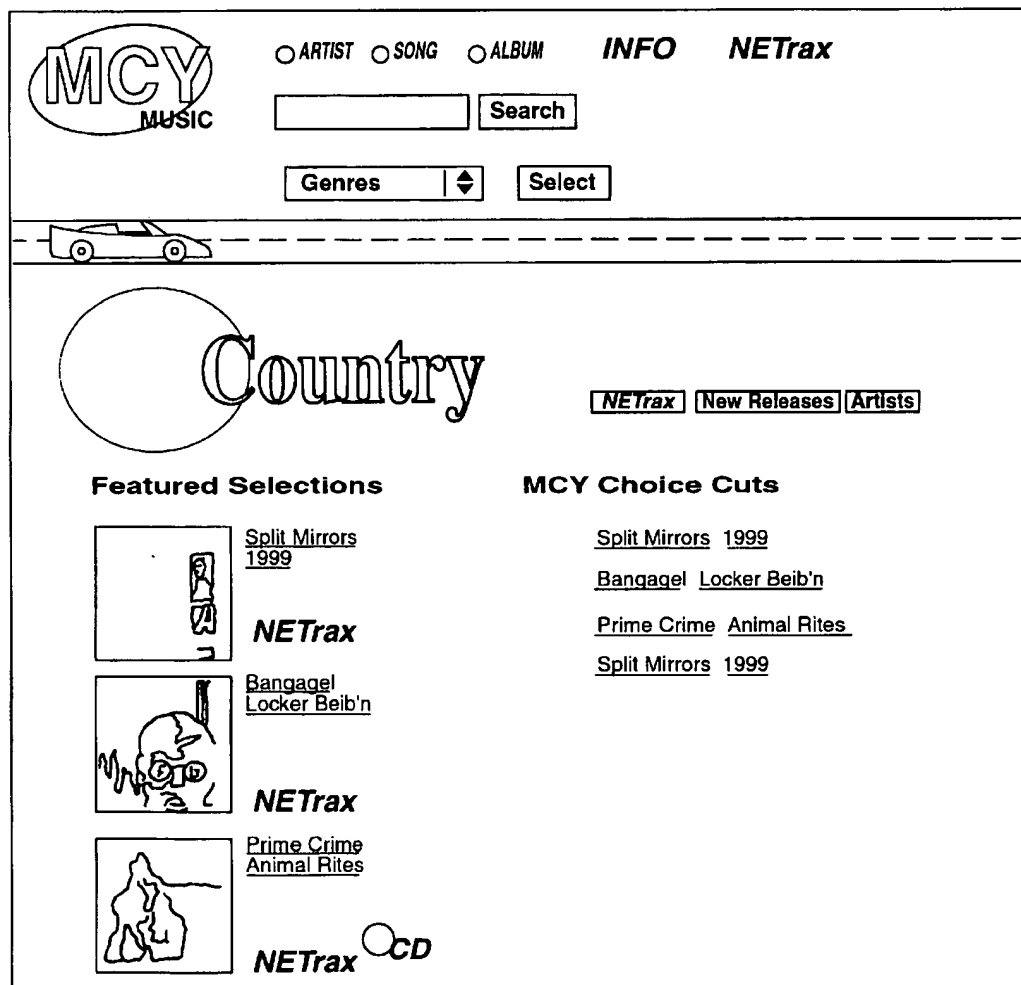 MCY
MUSIC
ARTIST SONG ALBUM INFO NETrax
Search
Genres Select
Country
NETrax New Releases Artists
Featured Selections
Split Mirrors
1999
NETrax
Bangagel
Locker Beib'n
NETrax
Prime Crime
Animal Rites
NETrax CD
MCY Choice Cuts
Split Mirrors 1999
Bangagel Locker Beib'n
Prime Crime Animal Rites
Split Mirrors 1999